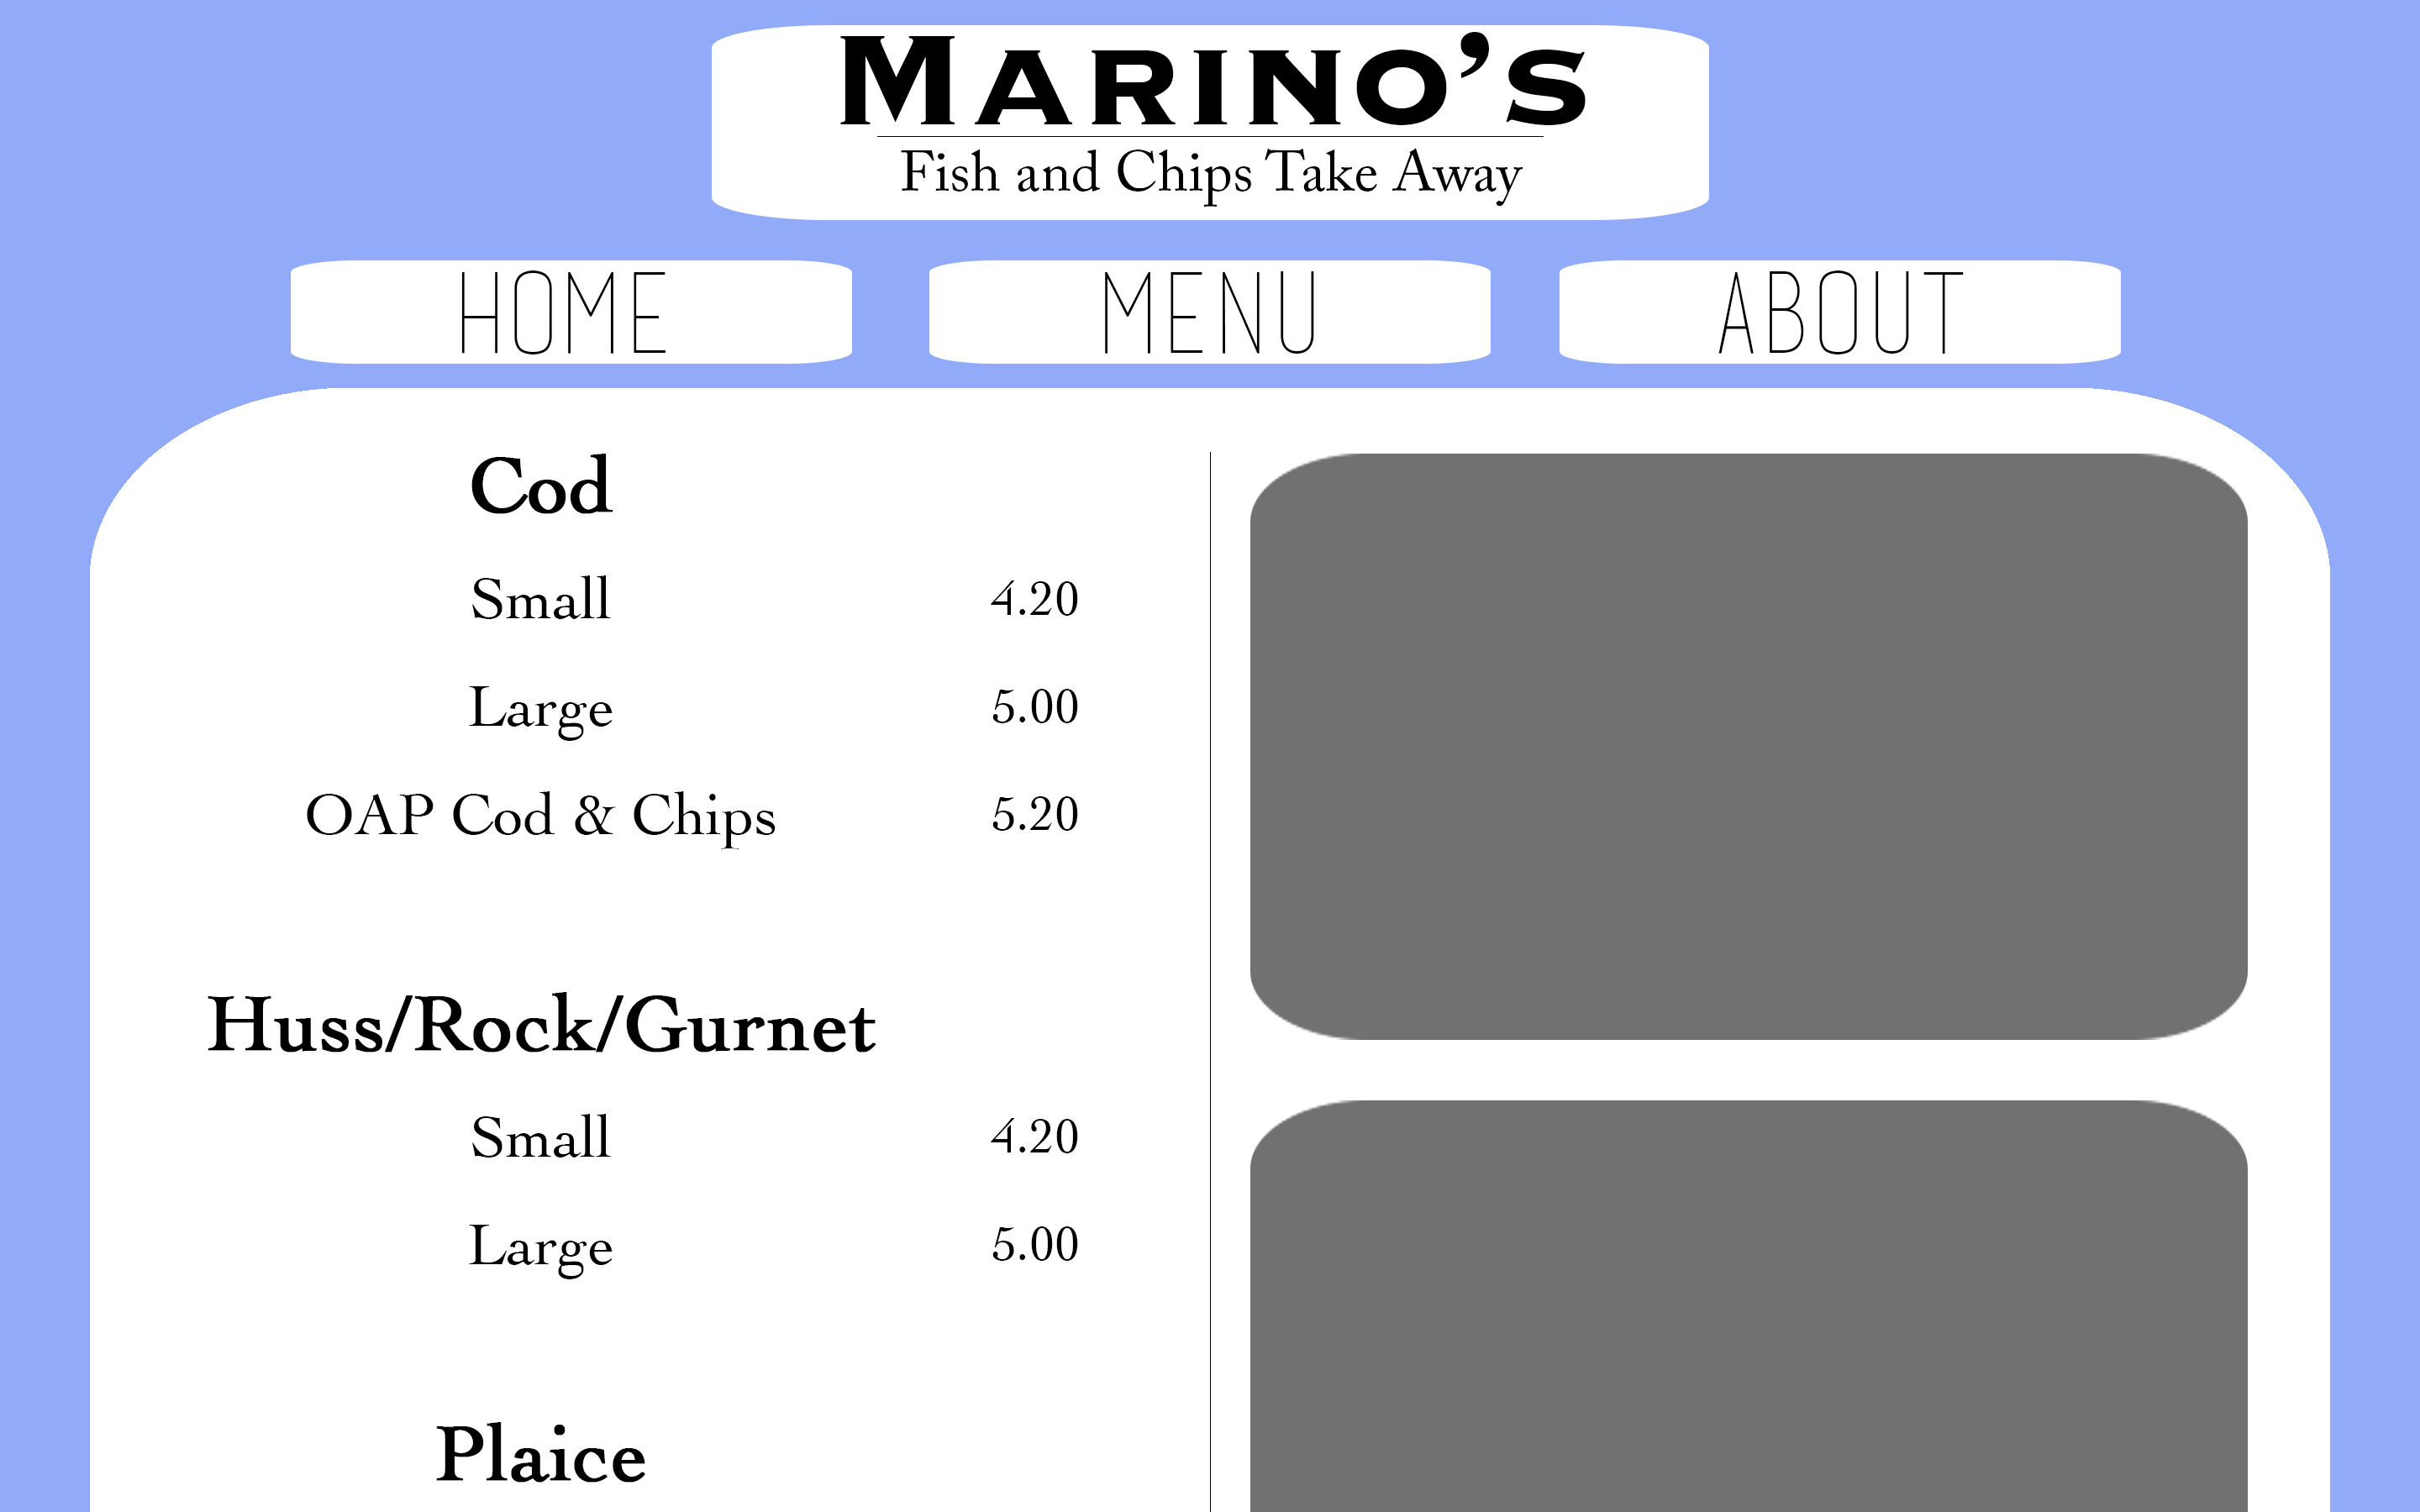 MARINO'S
Fish and Chips Take Away
HOME MENU ABOUT
Cod
Small 4.20
Large 5.00
OAP Cod & Chips 5.20
Huss/Rock/Gurnet
Small 4.20
Large 5.00
Plaice